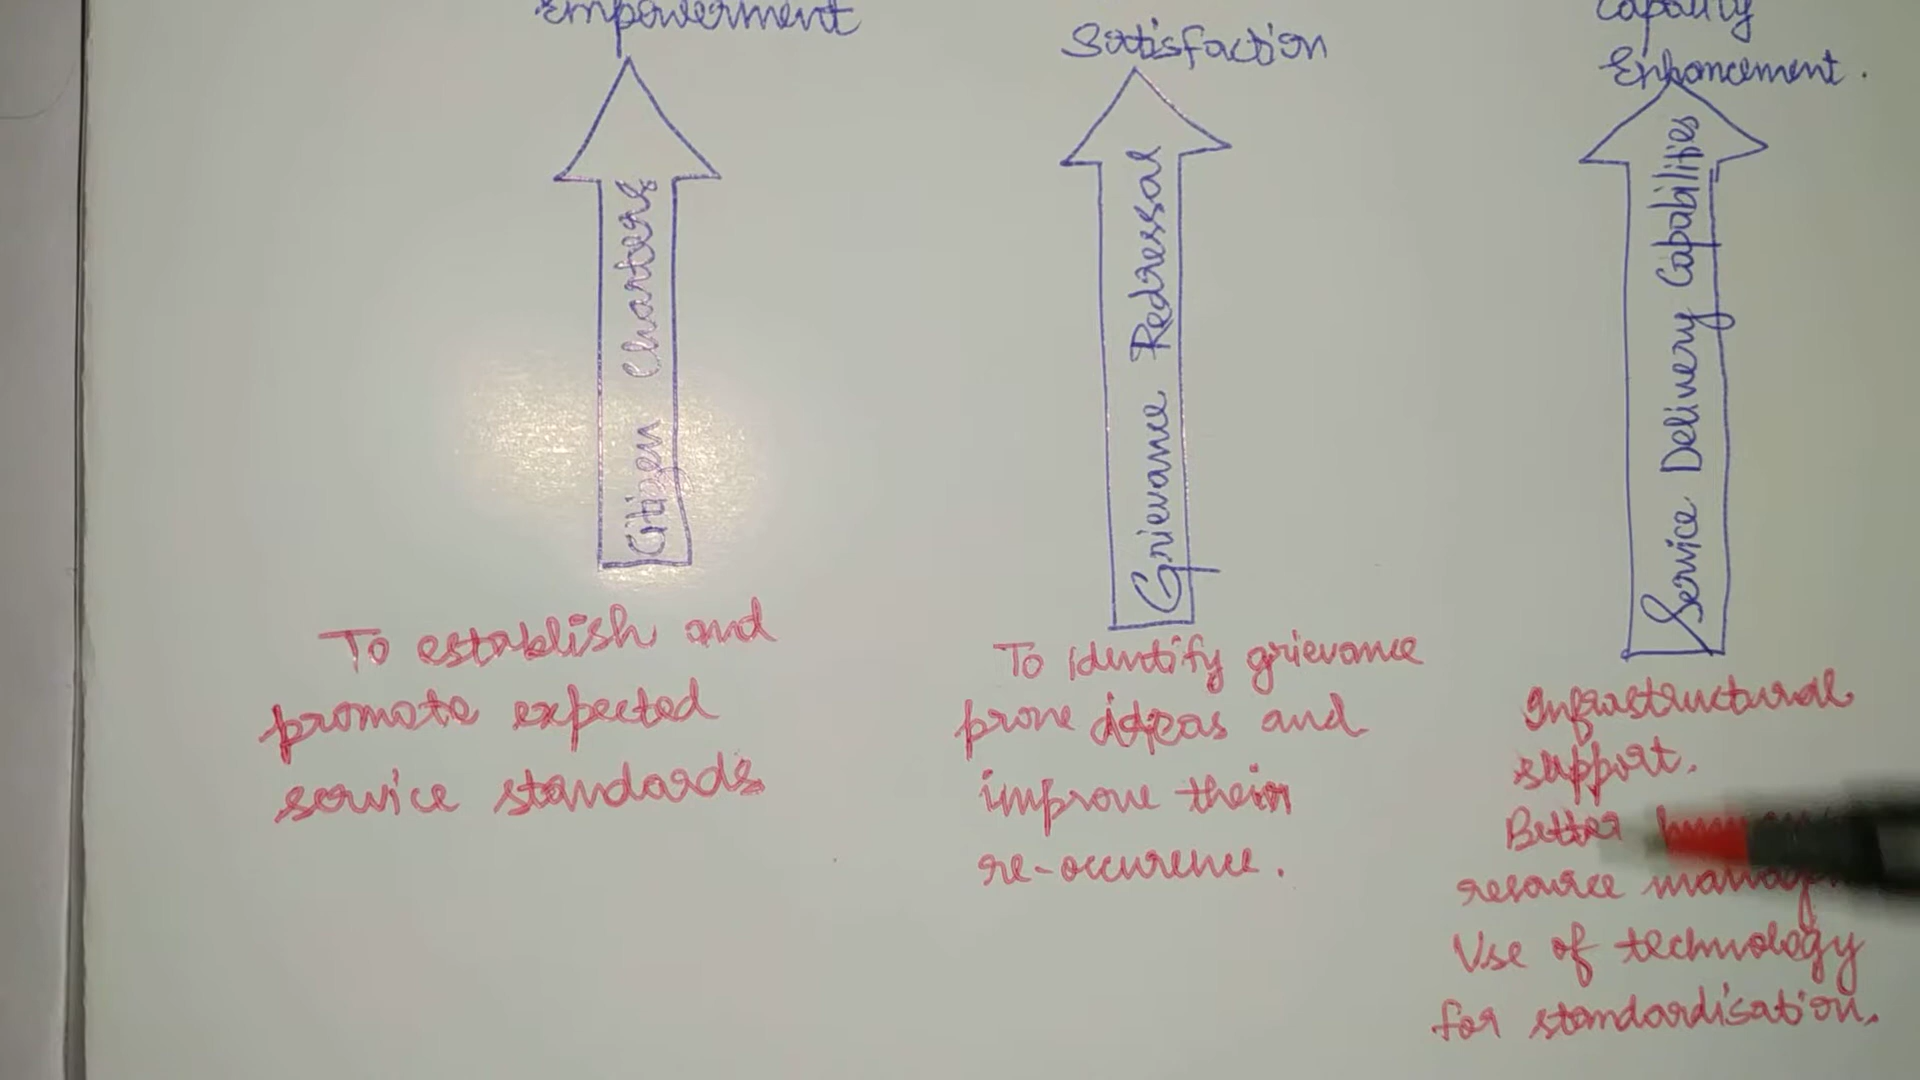 Empowerment
Citizen Charters
To establish and
promote expected
service standards
Satisfaction
Grievance Redressal
To identify grievance
prone and
improve their
re-occurence.
Capacity
Enhancement.
Service Delivery Capabilities
Infrastructural
support.
Better
resource
Use of technology
for standardisation.